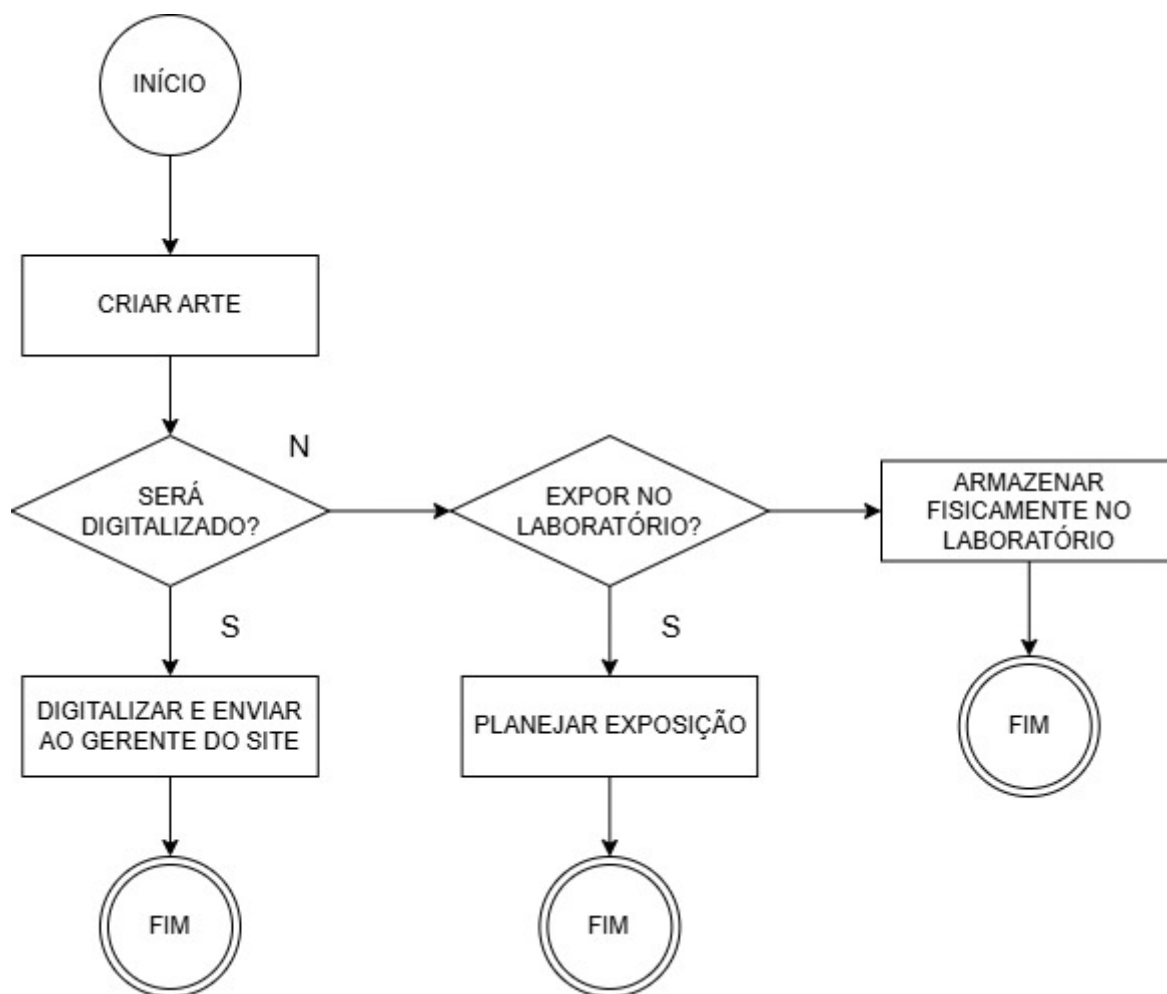 INÍCIO
CRIAR ARTE
SERÁ
DIGITALIZADO?
N
EXPOR NO
LABORATÓRIO?
ARMAZENAR
FISICAMENTE NO
LABORATÓRIO
S
S
DIGITALIZAR E ENVIAR
AO GERENTE DO SITE
PLANEJAR EXPOSIÇÃO
FIM
FIM
FIM